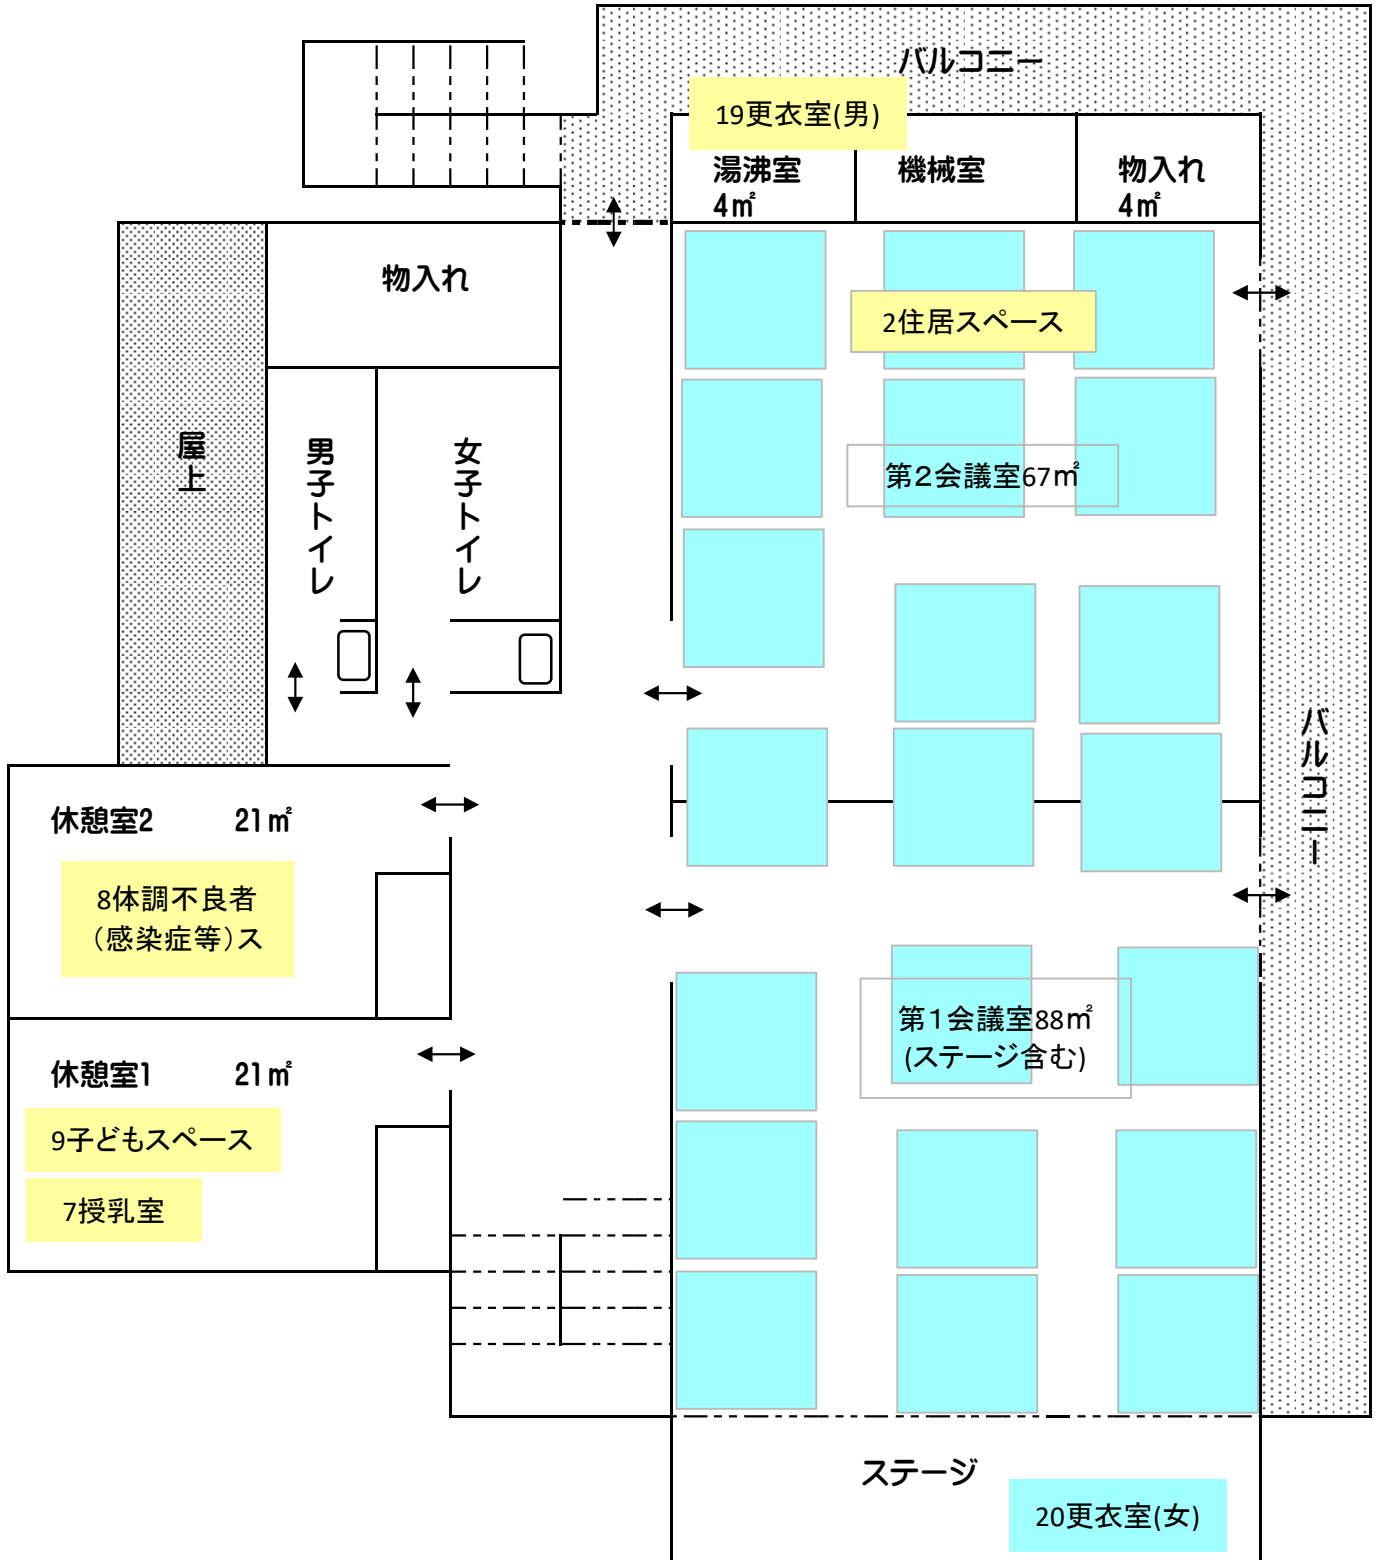 バルコニー
19更衣室(男)
湯沸室
4㎡
機械室
物入れ
4㎡
物入れ
2住居スペース
屋上
男子トイレ
女子トイレ
第2会議室67㎡
バルコニー
休憩室2 21㎡
8体調不良者
(感染症等)ス
第1会議室88㎡
(ステージ含む)
休憩室1 21㎡
9子どもスペース
7授乳室
ステージ
20更衣室(女)